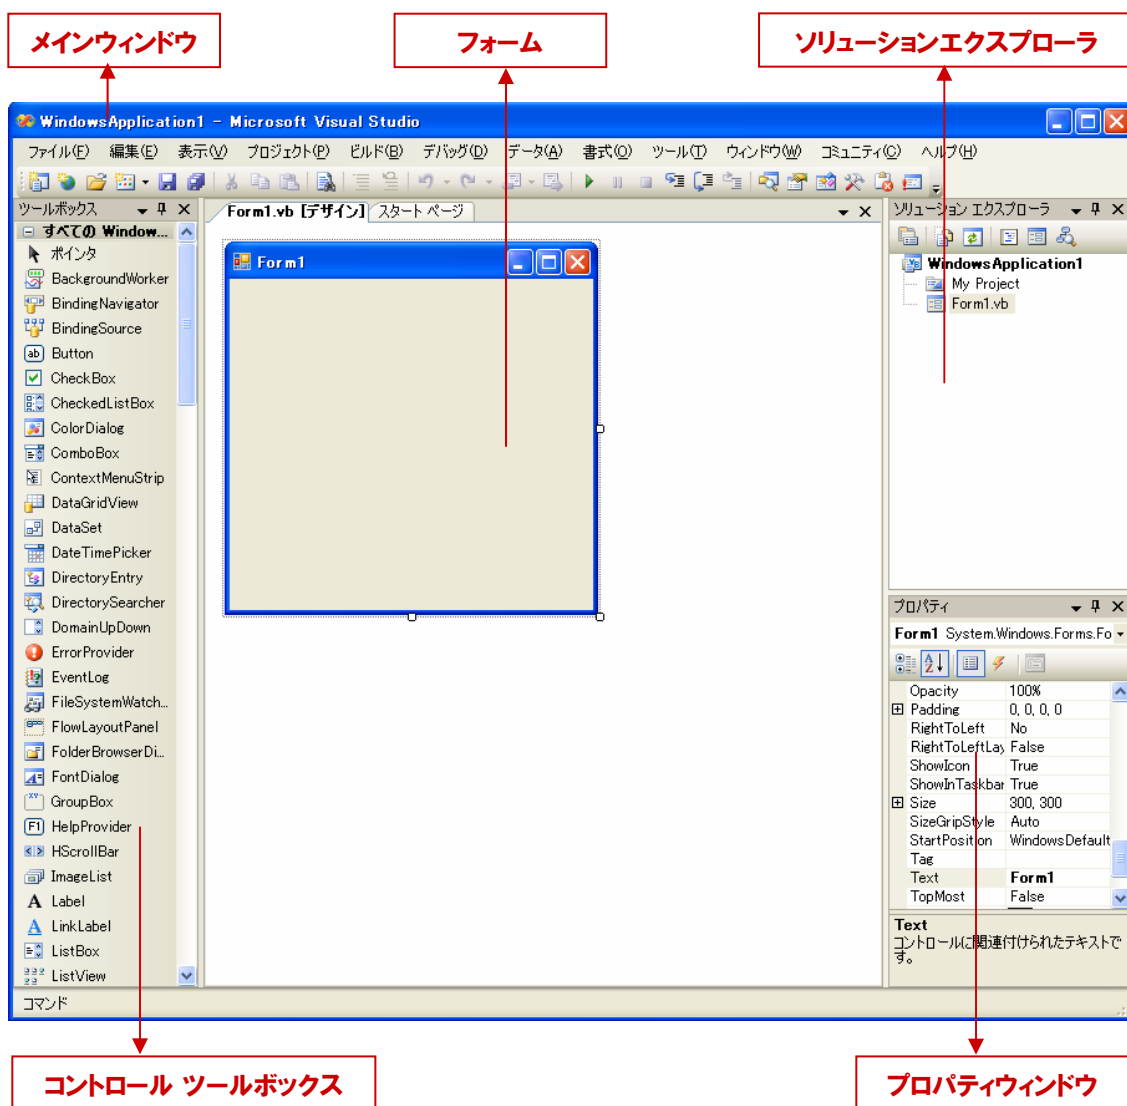 メインウィンドウ
フォーム
ソリューションエクスプローラ
WindowsApplication1 - Microsoft Visual Studio
ファイル(F) 編集(E) 表示(V) プロジェクト(P) ビルド(B) デバッグ(D) データ(A) 書式(O) ツール(T) ウィンドウ(W) コミュニティ(C) ヘルプ(H)
ツールボックス
すべての Window...
ポインタ
BackgroundWorker
BindingNavigator
BindingSource
Button
CheckBox
CheckedListBox
ColorDialog
ComboBox
ContextMenuStrip
DataGridView
DataSet
DateTimePicker
DirectoryEntry
DirectorySearcher
DomainUpDown
ErrorProvider
EventLog
FileSystemWatch...
FlowLayoutPanel
FolderBrowserDi...
FontDialog
GroupBox
HelpProvider
HScrollBar
ImageList
Label
LinkLabel
ListBox
ListView
Form1.vb [デザイン] スタート ページ
Form1
ソリューション エクスプローラ
WindowsApplication1
My Project
Form1.vb
プロパティ
Form1 System.Windows.Forms.Fo
Opacity 100%
Padding 0, 0, 0, 0
RightToLeft No
RightToLeftLay False
ShowIcon True
ShowInTaskbar True
Size 300, 300
SizeGripStyle Auto
StartPosition WindowsDefault
Tag
Text Form1
TopMost False
Text
コントロールに関連付けられたテキストで
す。
コマンド
コントロール ツールボックス
プロパティウィンドウ